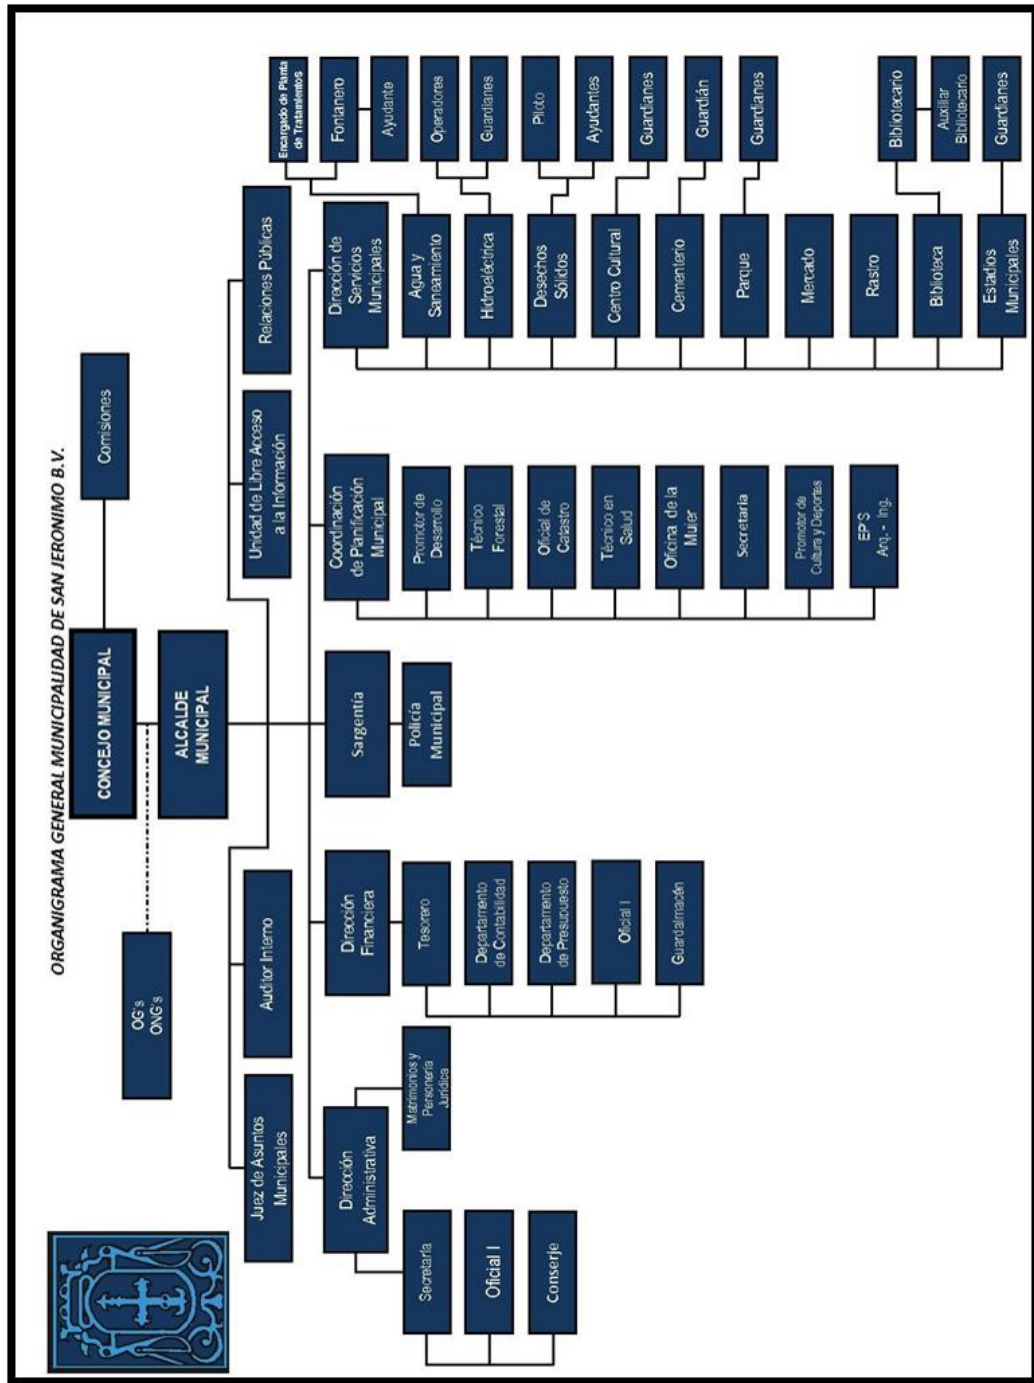 ORGANIGRAMA GENERAL MUNICIPALIDAD DE SAN JERONIMO B.V.
CONCEJO MUNICIPAL
Comisiones
OG's
ONG's
ALCALDE
MUNICIPAL
Juez de Asuntos
Municipales
Auditor Interno
Unidad de Libre Acceso
a la Información
Relaciones Públicas
Dirección
Administrativa
Dirección
Financiera
Sargentía
Coordinación
de Planificación
Municipal
Dirección de
Servicios
Municipales
Secretaría
Oficial I
Conserje
Matrimonios y
Personería
Jurídica
Tesorero
Departamento
de Contabilidad
Departamento
de Presupuesto
Oficial I
Guardalmacén
Policía
Municipal
Promotor de
Desarrollo
Técnico
Forestal
Oficial de
Catastro
Técnico en
Salud
Oficina de la
Mujer
Secretaria
Promotor de
Cultura y Deportes
EP'S
Arq. - Ing.
Agua y
Saneamiento
Encargado de Planta
de Tratamientos
Fontanero
Ayudante
Hidroeléctrica
Operadores
Guardianes
Desechos
Sólidos
Piloto
Ayudantes
Centro Cultural
Guardianes
Cementerio
Guardián
Parque
Guardianes
Mercado
Rastro
Biblioteca
Bibliotecario
Auxiliar
Bibliotecario
Estadios
Municipales
Guardianes